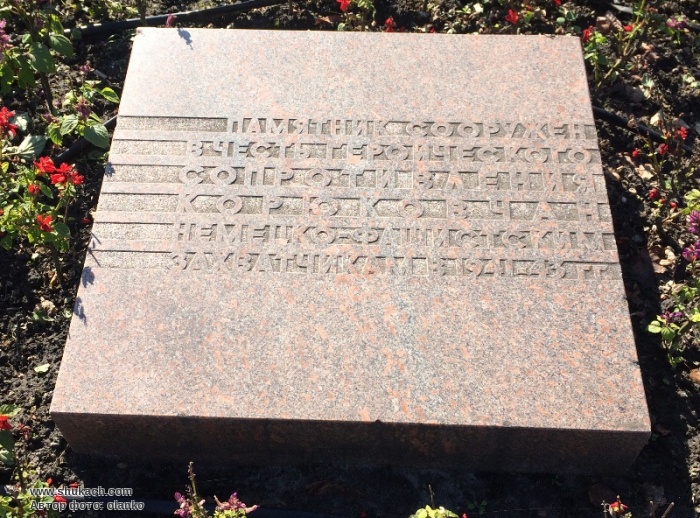 ПАМЯТНИК СООРУЖЕН
В ЧЕСТЬ ГЕРОИЧЕСКОГО
СОПРОТИВЛЕНИЯ
КОРЮКОВЧАН
НЕМЕЦКО-ФАШИСТСКИМ
ЗАХВАТЧИКАМ В 1941-43 ГГ.
www.shukach.com
Автор фото: olanko